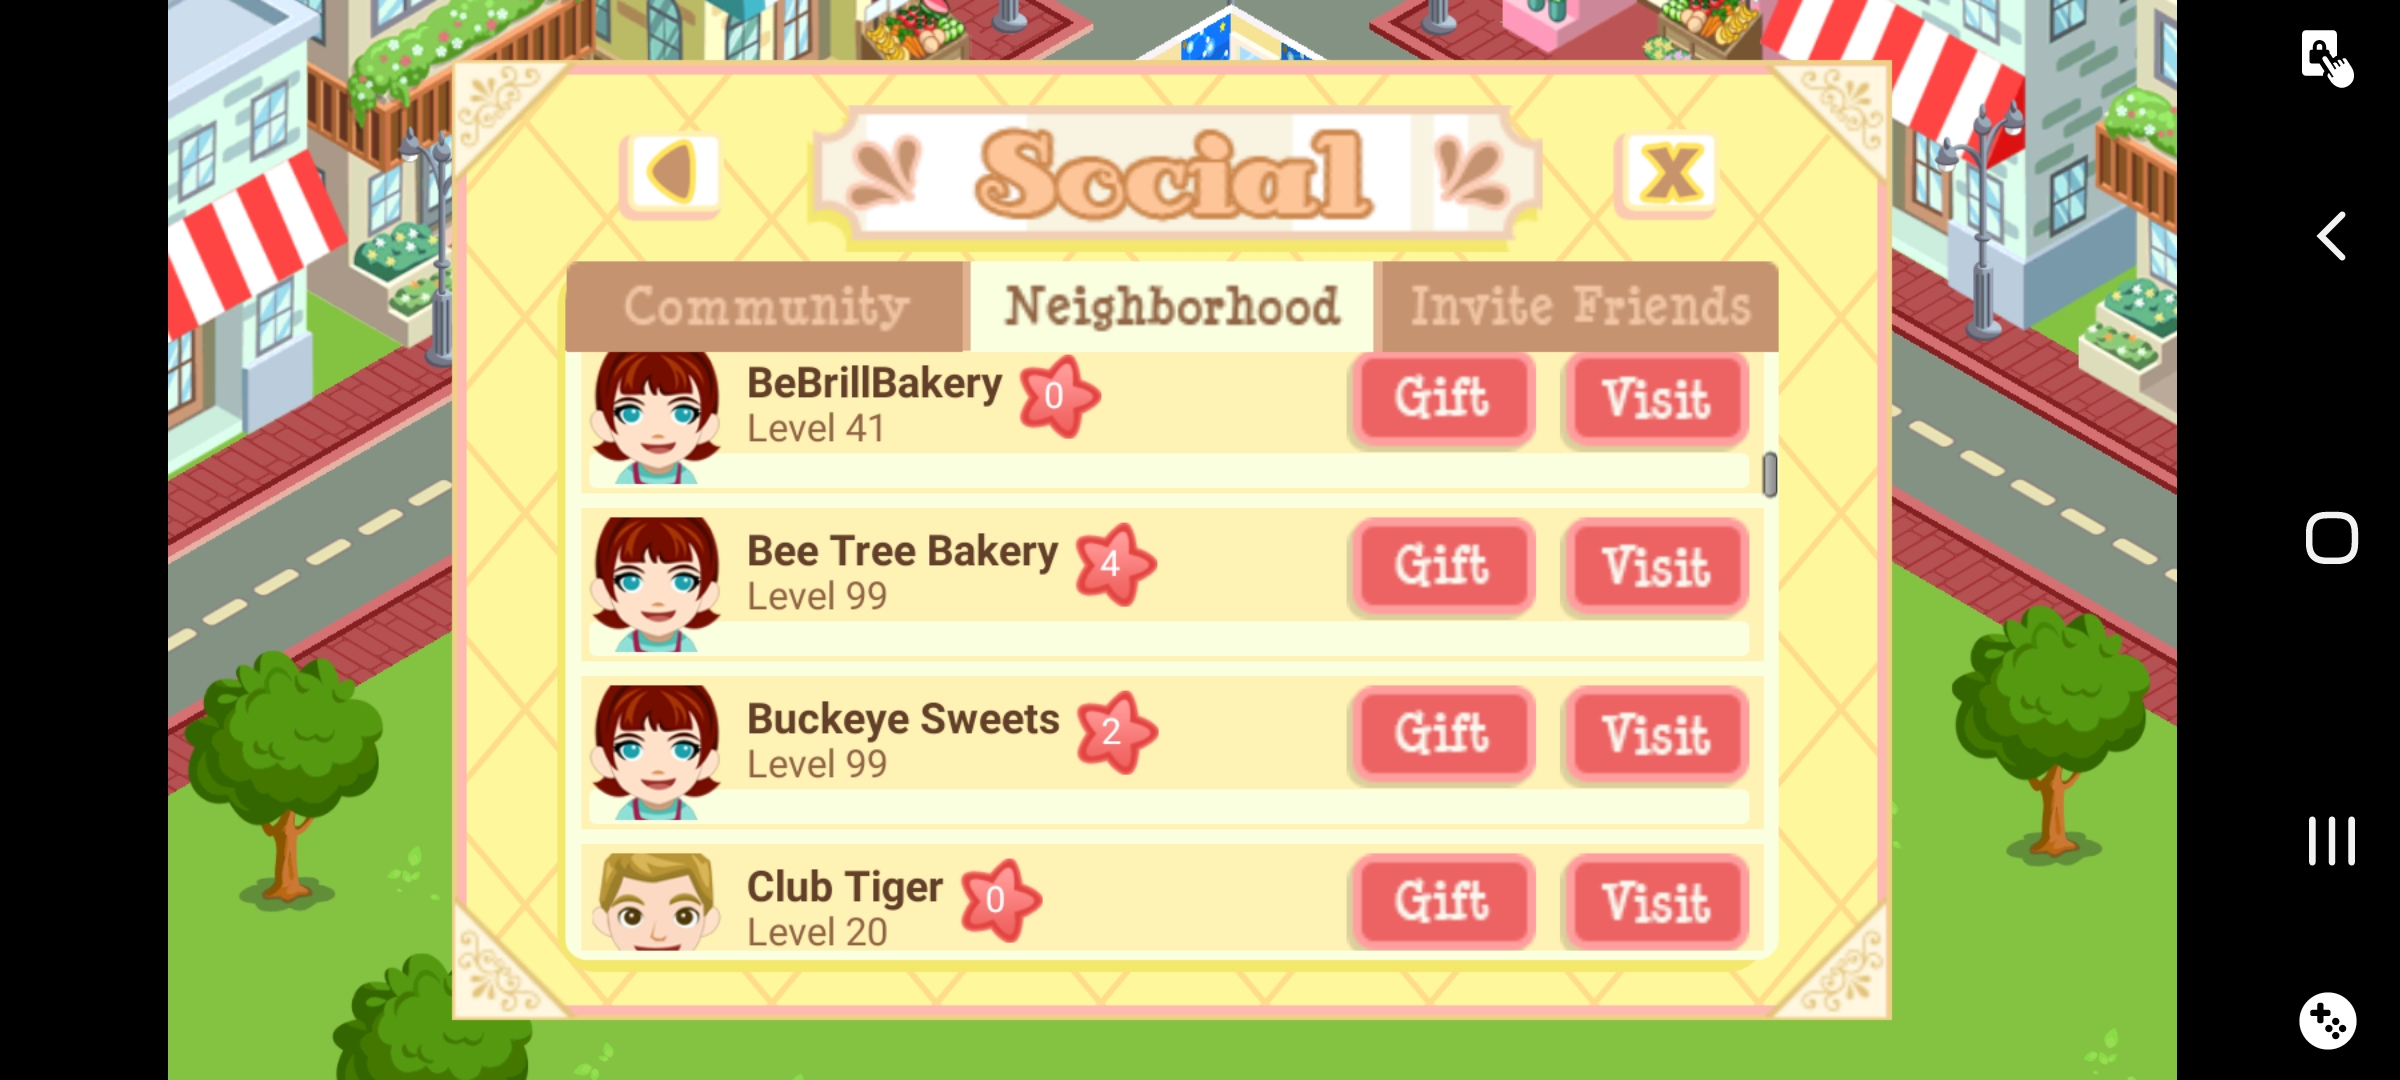 Social
X
Community Neighborhood Invite Friends
BeBrillBakery 0 Gift Visit
Level 41
Bee Tree Bakery 4 Gift Visit
Level 99
Buckeye Sweets 2 Gift Visit
Level 99
Club Tiger 0 Gift Visit
Level 20